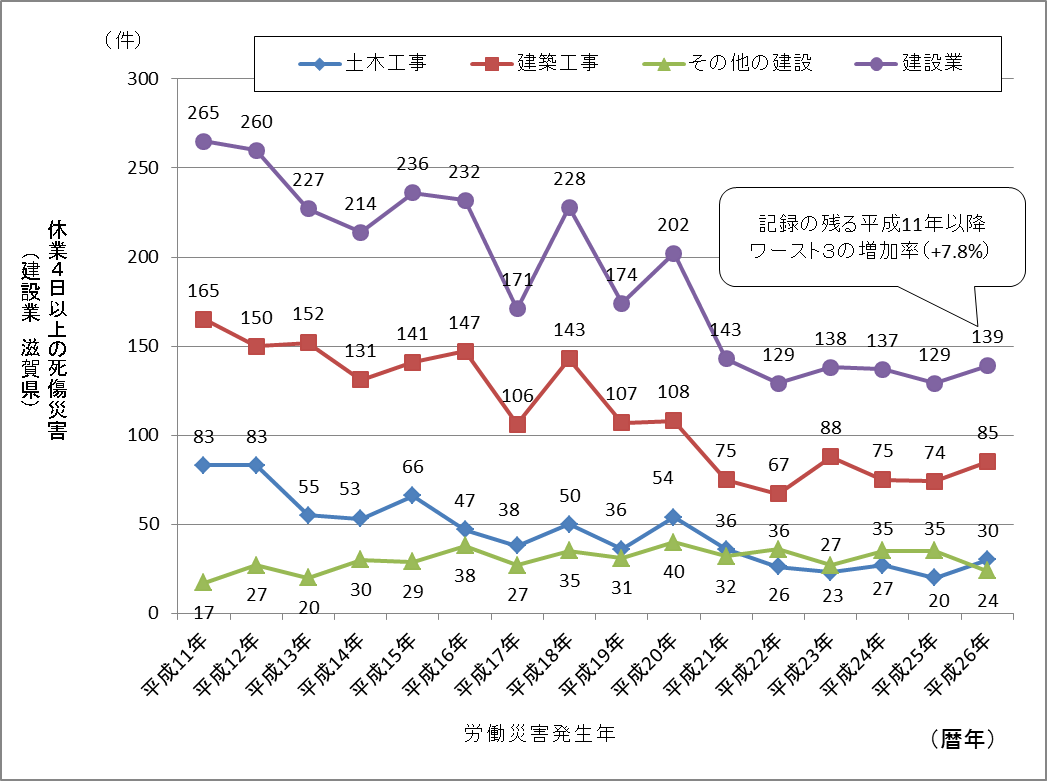 （件）
土木工事 建築工事 その他の建設 建設業
300
250
200
150
100
50
0
休業４日以上の死傷災害
（建設業 滋賀県）
265 260 227 214 236 232 171 228 174 202 143 129 138 137 129 139
165 150 152 131 141 147 106 143 107 108 75 67 88 75 74 85
83 83 55 53 66 47 38 50 36 54 36 26 23 27 20 30
17 27 20 30 29 38 27 35 31 40 32 36 27 35 35 24
記録の残る平成11年以降
ワースト３の増加率（+7.8%）
平成11年 平成12年 平成13年 平成14年 平成15年 平成16年 平成17年 平成18年 平成19年 平成20年 平成21年 平成22年 平成23年 平成24年 平成25年 平成26年
労働災害発生年
（暦年）